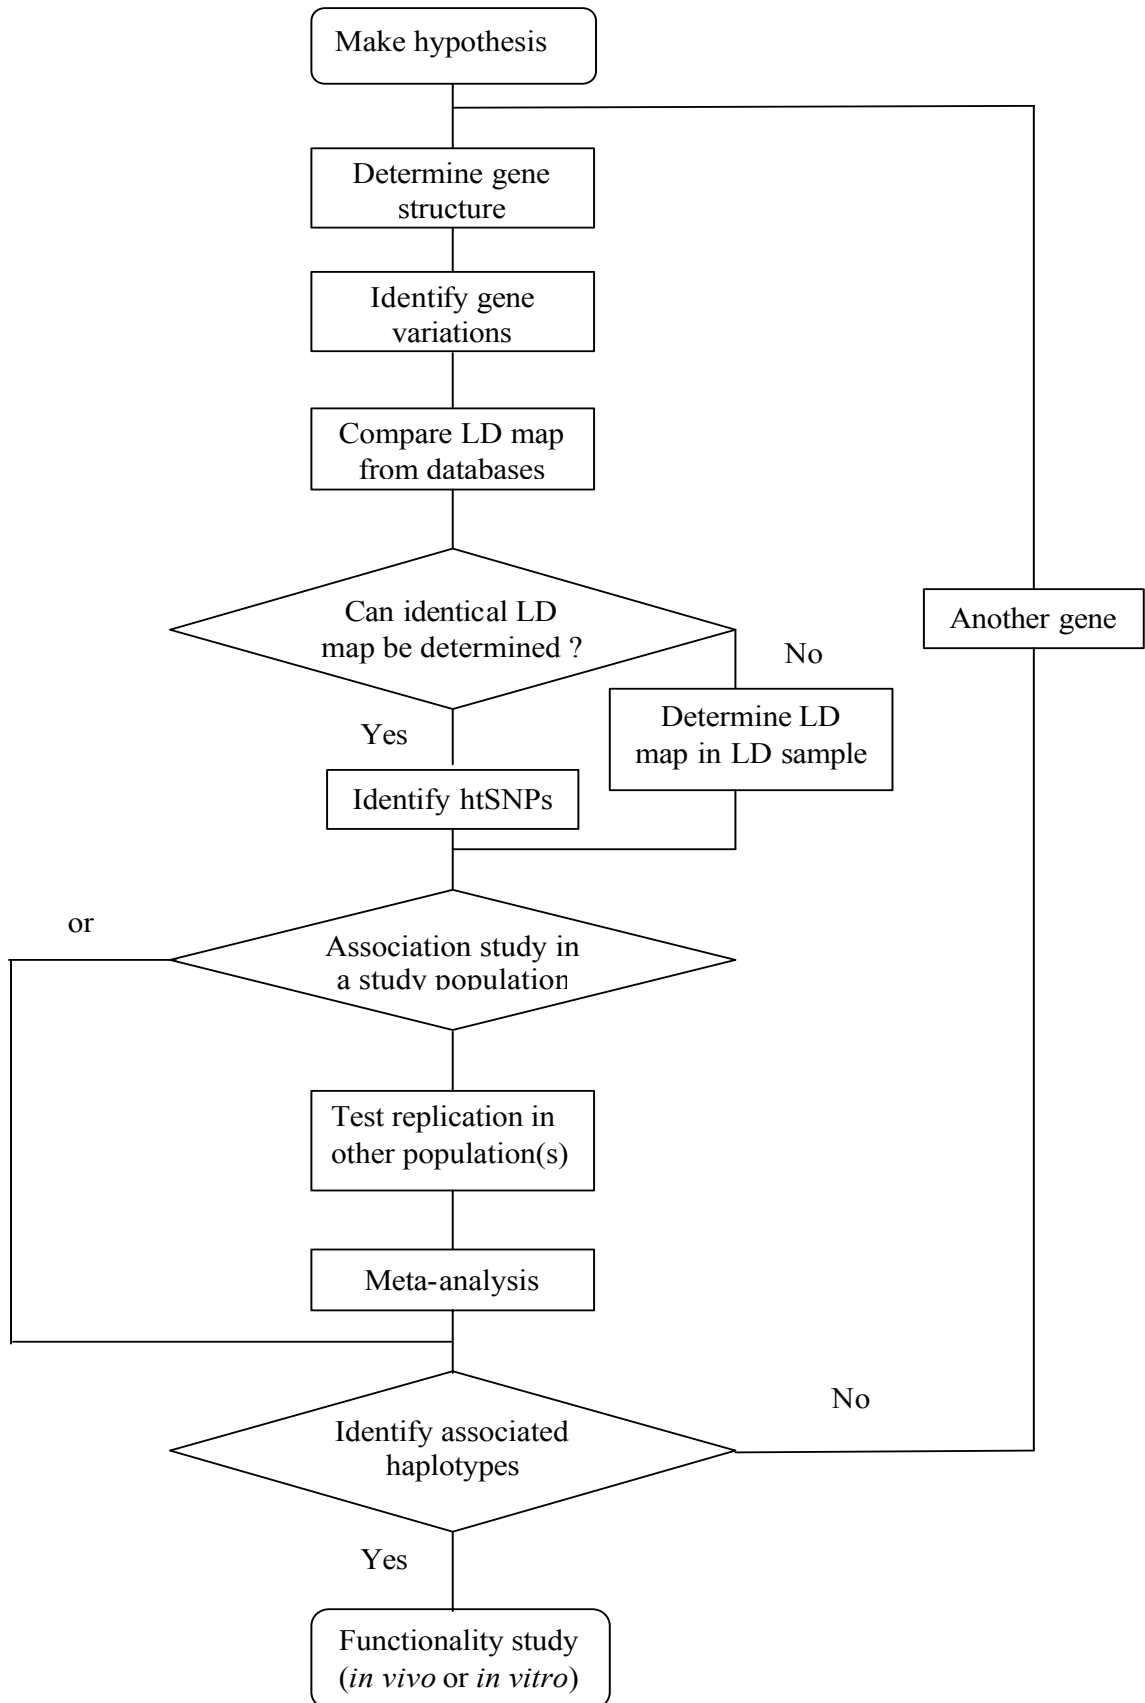 Make hypothesis
Determine gene
structure
Identify gene
variations
Compare LD map
from databases
Can identical LD
map be determined ?
Another gene
No
Yes
Determine LD
map in LD sample
Identify htSNPs
or
Association study in
a study population
Test replication in
other population(s)
Meta-analysis
Identify associated
haplotypes
No
Yes
Functionality study
(in vivo or in vitro)